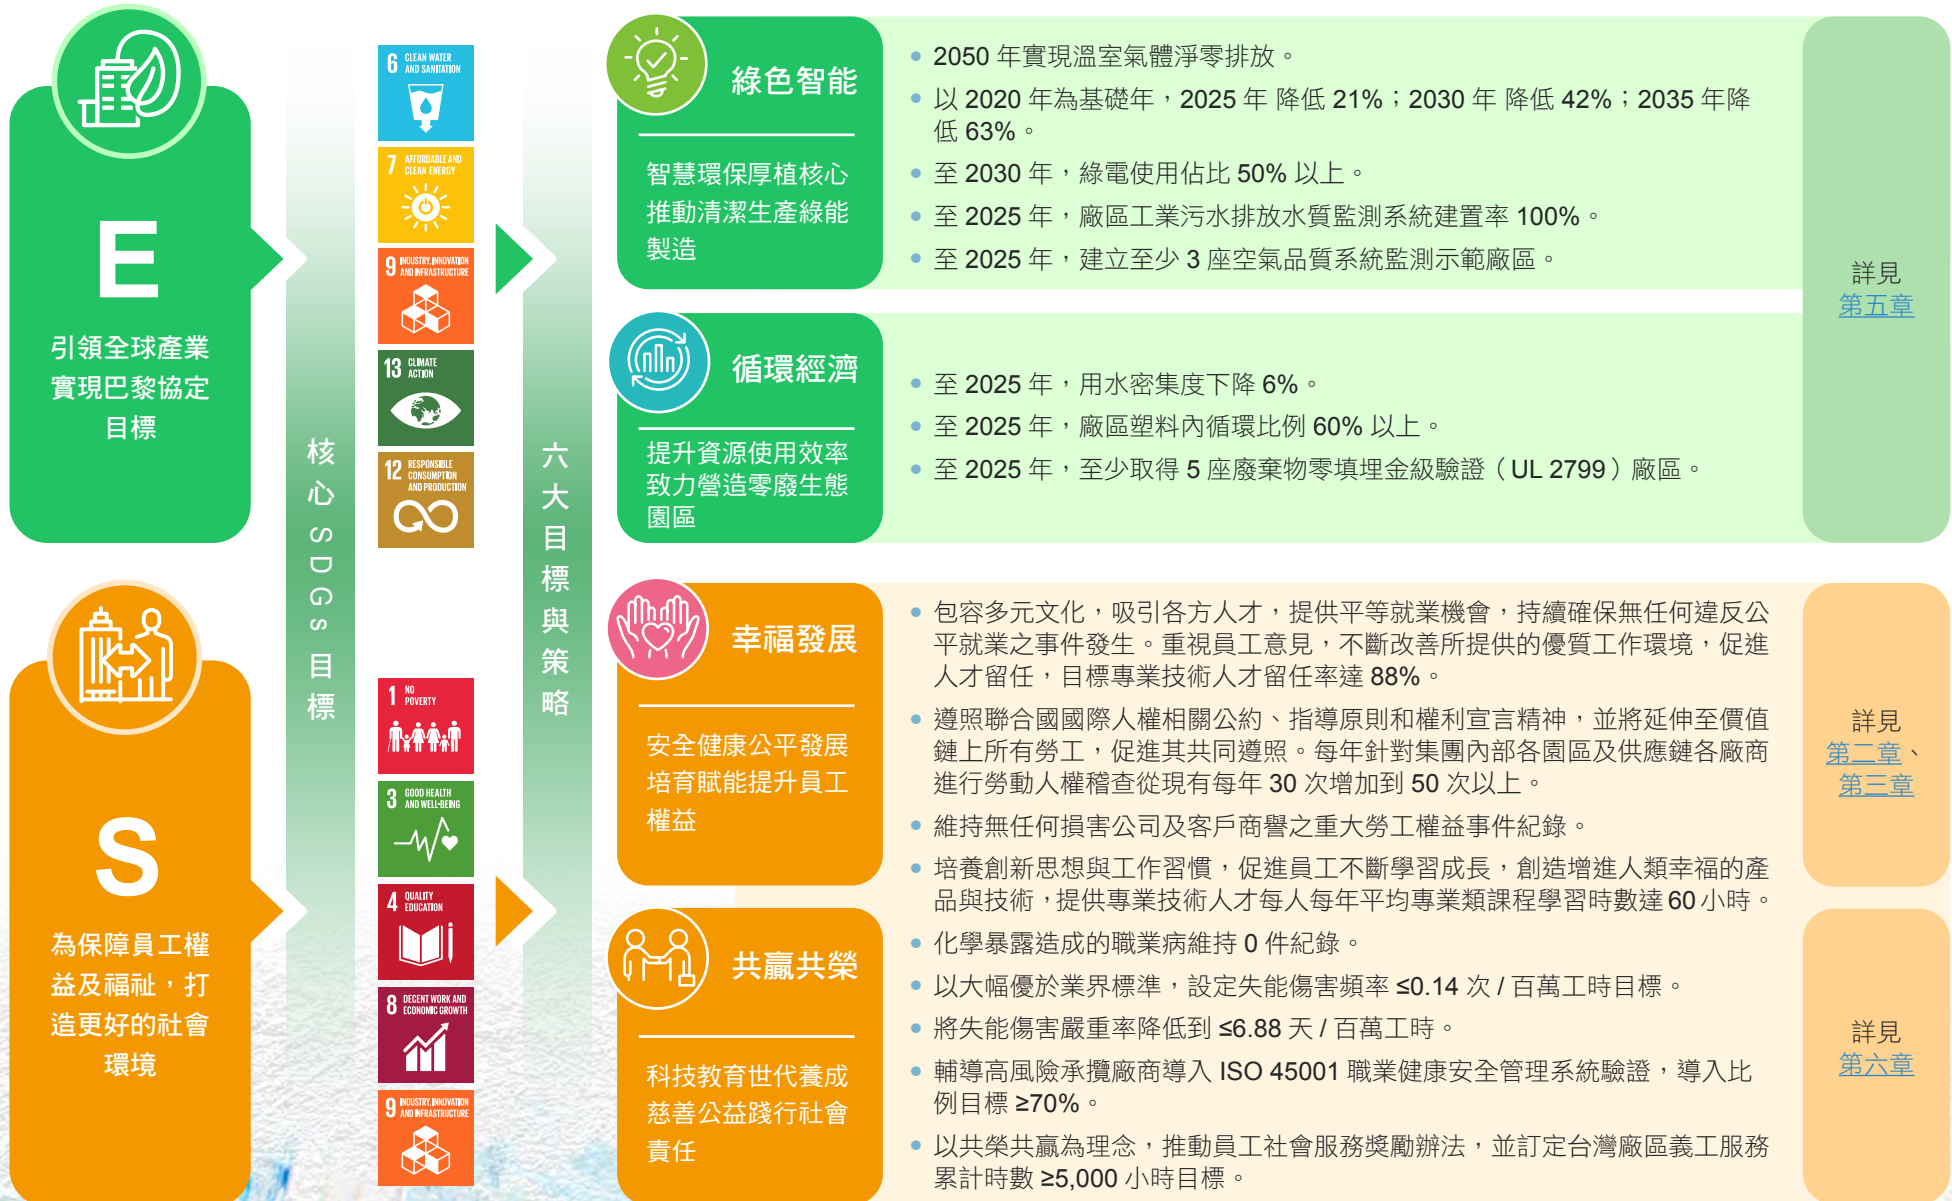 E
引領全球產業
實現巴黎協定
目標
核心SDGs目標
6 CLEAN WATER
AND SANITATION
7 AFFORDABLE AND
CLEAN ENERGY
9 INDUSTRY, INNOVATION
AND INFRASTRUCTURE
13 CLIMATE
ACTION
12 RESPONSIBLE
CONSUMPTION
AND PRODUCTION
六大目標與策略
綠色智能
智慧環保厚植核心
推動清潔生產綠能
製造
• 2050 年實現溫室氣體淨零排放。
• 以 2020 年為基礎年，2025 年 降低 21%；2030 年 降低 42%；2035 年降
低 63%。
• 至 2030 年，綠電使用佔比 50% 以上。
• 至 2025 年，廠區工業污水排放水質監測系統建置率 100%。
• 至 2025 年，建立至少 3 座空氣品質系統監測示範廠區。
循環經濟
提升資源使用效率
致力營造零廢生態
園區
• 至 2025 年，用水密集度下降 6%。
• 至 2025 年，廠區塑料內循環比例 60% 以上。
• 至 2025 年，至少取得 5 座廢棄物零填埋金級驗證（UL 2799）廠區。
詳見
第五章
S
為保障員工權
益及福祉，打
造更好的社會
環境
1 NO
POVERTY
3 GOOD HEALTH
AND WELL-BEING
4 QUALITY
EDUCATION
8 DECENT WORK AND
ECONOMIC GROWTH
9 INDUSTRY, INNOVATION
AND INFRASTRUCTURE
幸福發展
安全健康公平發展
培育賦能提升員工
權益
• 包容多元文化，吸引各方人才，提供平等就業機會，持續確保無任何違反公
平就業之事件發生。重視員工意見，不斷改善所提供的優質工作環境，促進
人才留任，目標專業技術人才留任率達 88%。
• 遵照聯合國國際人權相關公約、指導原則和權利宣言精神，並將延伸至價值
鏈上所有勞工，促進其共同遵照。每年針對集團內部各園區及供應鏈各廠商
進行勞動人權稽查從現有每年 30 次增加到 50 次以上。
• 維持無任何損害公司及客戶商譽之重大勞工權益事件紀錄。
• 培養創新思想與工作習慣，促進員工不斷學習成長，創造增進人類幸福的產
品與技術，提供專業技術人才每人每年平均專業類課程學習時數達 60 小時。
• 化學暴露造成的職業病維持 0 件紀錄。
• 以大幅優於業界標準，設定失能傷害頻率 ≤0.14 次 / 百萬工時目標。
• 將失能傷害嚴重率降低到 ≤6.88 天 / 百萬工時。
• 輔導高風險承攬廠商導入 ISO 45001 職業健康安全管理系統驗證，導入比
例目標 ≥70%。
• 以共榮共贏為理念，推動員工社會服務獎勵辦法，並訂定台灣廠區義工服務
累計時數 ≥5,000 小時目標。
共贏共榮
科技教育世代養成
慈善公益踐行社會
責任
詳見
第二章、
第三章
詳見
第六章